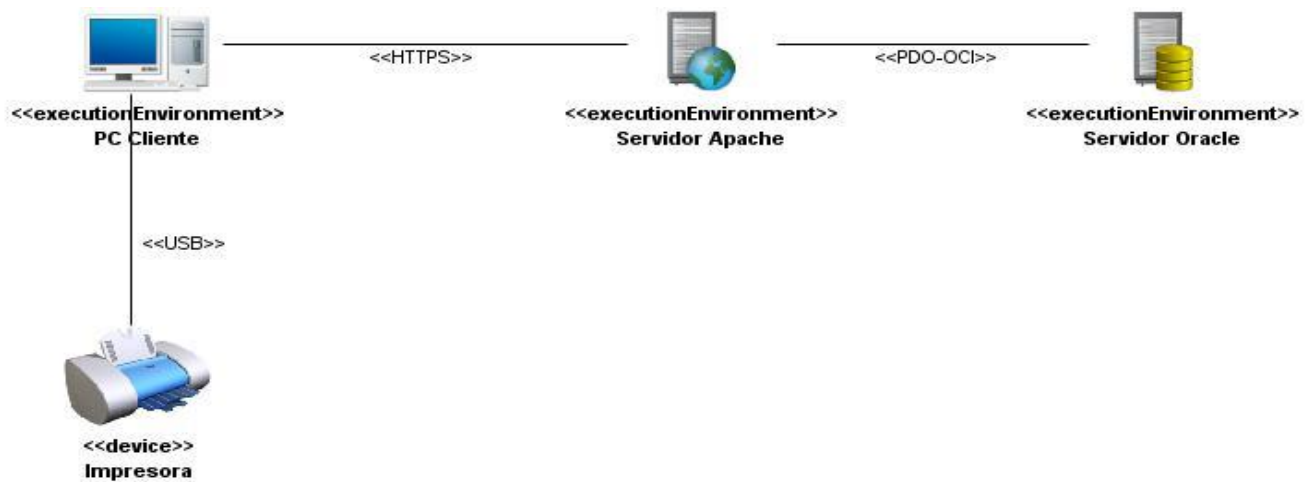 <<HTTPS>>
<<PDO-OCI>>
<<executionEnvironment>>
PC Cliente
<<executionEnvironment>>
Servidor Apache
<<executionEnvironment>>
Servidor Oracle
<<USB>>
<<device>>
Impresora